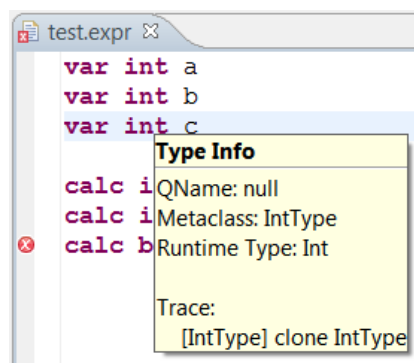 test.expr
var int a
var int b
var int c
Type Info
calc i
QName: null
calc i
Metaclass: IntType
calc b
Runtime Type: Int
Trace:
[IntType] clone IntType